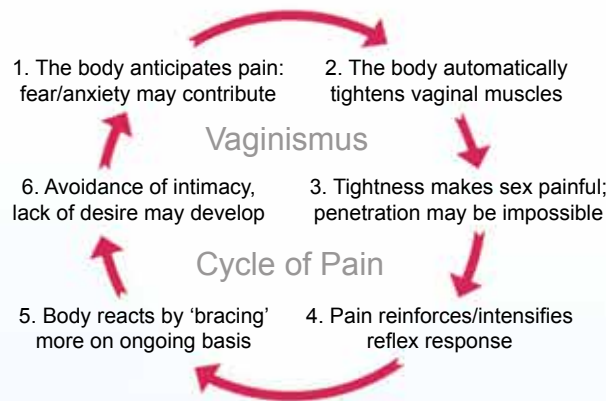 1. The body anticipates pain:
fear/anxiety may contribute
2. The body automatically
tightens vaginal muscles
Vaginismus
3. Tightness makes sex painful;
penetration may be impossible
6. Avoidance of intimacy,
lack of desire may develop
Cycle of Pain
4. Pain reinforces/intensifies
reflex response
5. Body reacts by ‘bracing’
more on ongoing basis